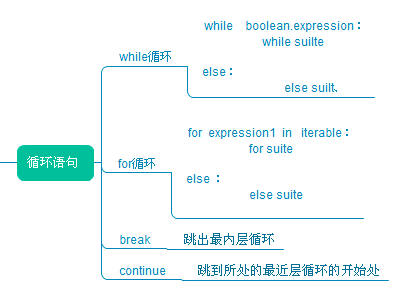 循环语句
while循环
while boolean.expression：
while suilte
else：
else suilt、
for循环
for expression1 in iterable：
for suite
else ：
else suite
break 跳出最内层循环
continue 跳到所处的最近层循环的开始处